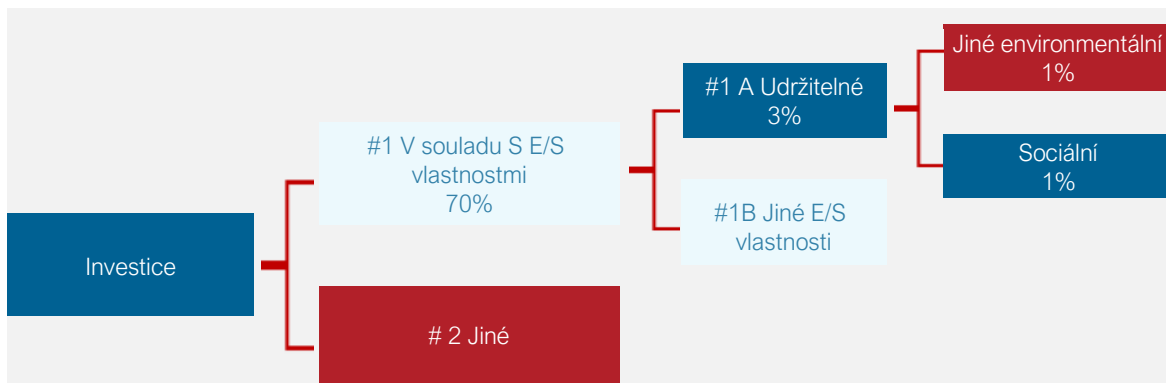 Jiné environmentální
1%
#1 A Udržitelné
3%
#1 V souladu S E/S
vlastnostmi
70%
Sociální
1%
#1B Jiné E/S
vlastnosti
Investice
# 2 Jiné